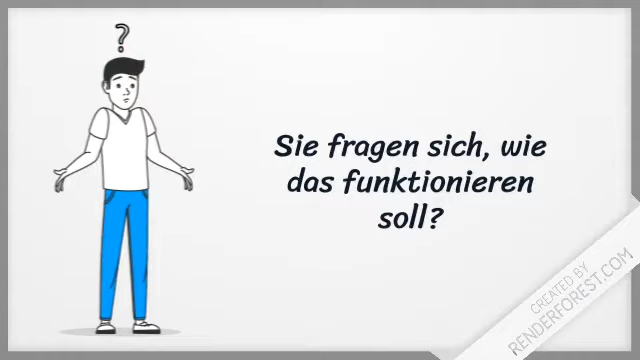 ?
Sie fragen sich, wie
das funktionieren
soll?
CREATED BY
RENDERFOREST.COM